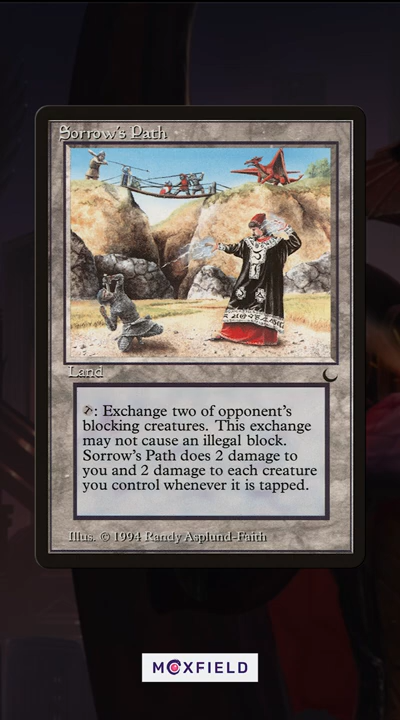 Sorrow's Path
Land
: Exchange two of opponent's
blocking creatures. This exchange
may not cause an illegal block.
Sorrow's Path does 2 damage to
you and 2 damage to each creature
you control whenever it is tapped.
Illus. © 1994 Randy Asplund-Faith
MOXFIELD